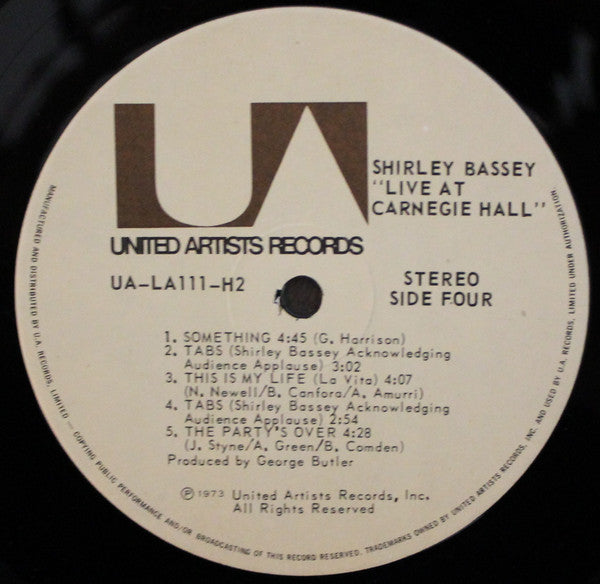 UA
UNITED ARTISTS RECORDS
SHIRLEY BASSEY
"LIVE AT
CARNEGIE HALL"
UA-LA111-H2
STEREO
SIDE FOUR
1. SOMETHING 4:45 (G. Harrison)
2. TABS (Shirley Bassey Acknowledging
Audience Applause) 3:02
3. THIS IS MY LIFE (La Vita) 4:07
(N. Newell/B. Canfora/A. Amurri)
4. TABS (Shirley Bassey Acknowledging
Audience Applause) 2:54
5. THE PARTY'S OVER 4:28
(J. Styne/A. Green/B. Comden)
Produced by George Butler
Ⓟ1973 United Artists Records, Inc.
All Rights Reserved
MANUFACTURED AND DISTRIBUTED BY U.A. RECORDS, LIMITED — COPYING PUBLIC PERFORMANCE AND/OR BROADCASTING OF THIS RECORD RESERVED. TRADEMARKS OWNED BY UNITED ARTISTS RECORDS, INC. AND USED BY U.A. RECORDS, LIMITED UNDER AUTHORIZATION.